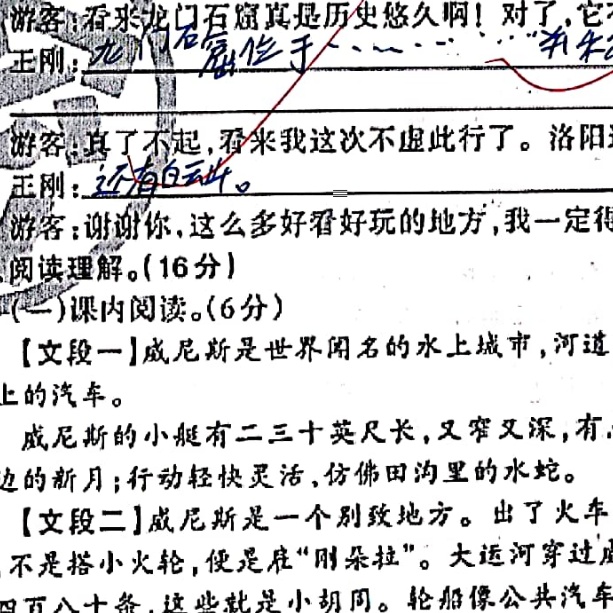 游客:看来龙门石窟真是历史悠久啊！对了,它
王刚:龙门石窟位于……
游客:真了不起,看来我这次不虚此行了。洛阳
王刚:还有白云山。
游客:谢谢你,这么多好看好玩的地方,我一定得
阅读理解。(16分)
(一)课内阅读。(6分)
【文段一】威尼斯是世界闻名的水上城市,河道
上的汽车。
威尼斯的小艇有二三十英尺长,又窄又深,有
边的新月;行动轻快灵活,仿佛田沟里的水蛇。
【文段二】威尼斯是一个别致地方。出了火车
不是搭小火轮,便是雇“刚朵拉”。大运河穿过威
四百八十条,这些就是小胡同。轮船像公共汽车